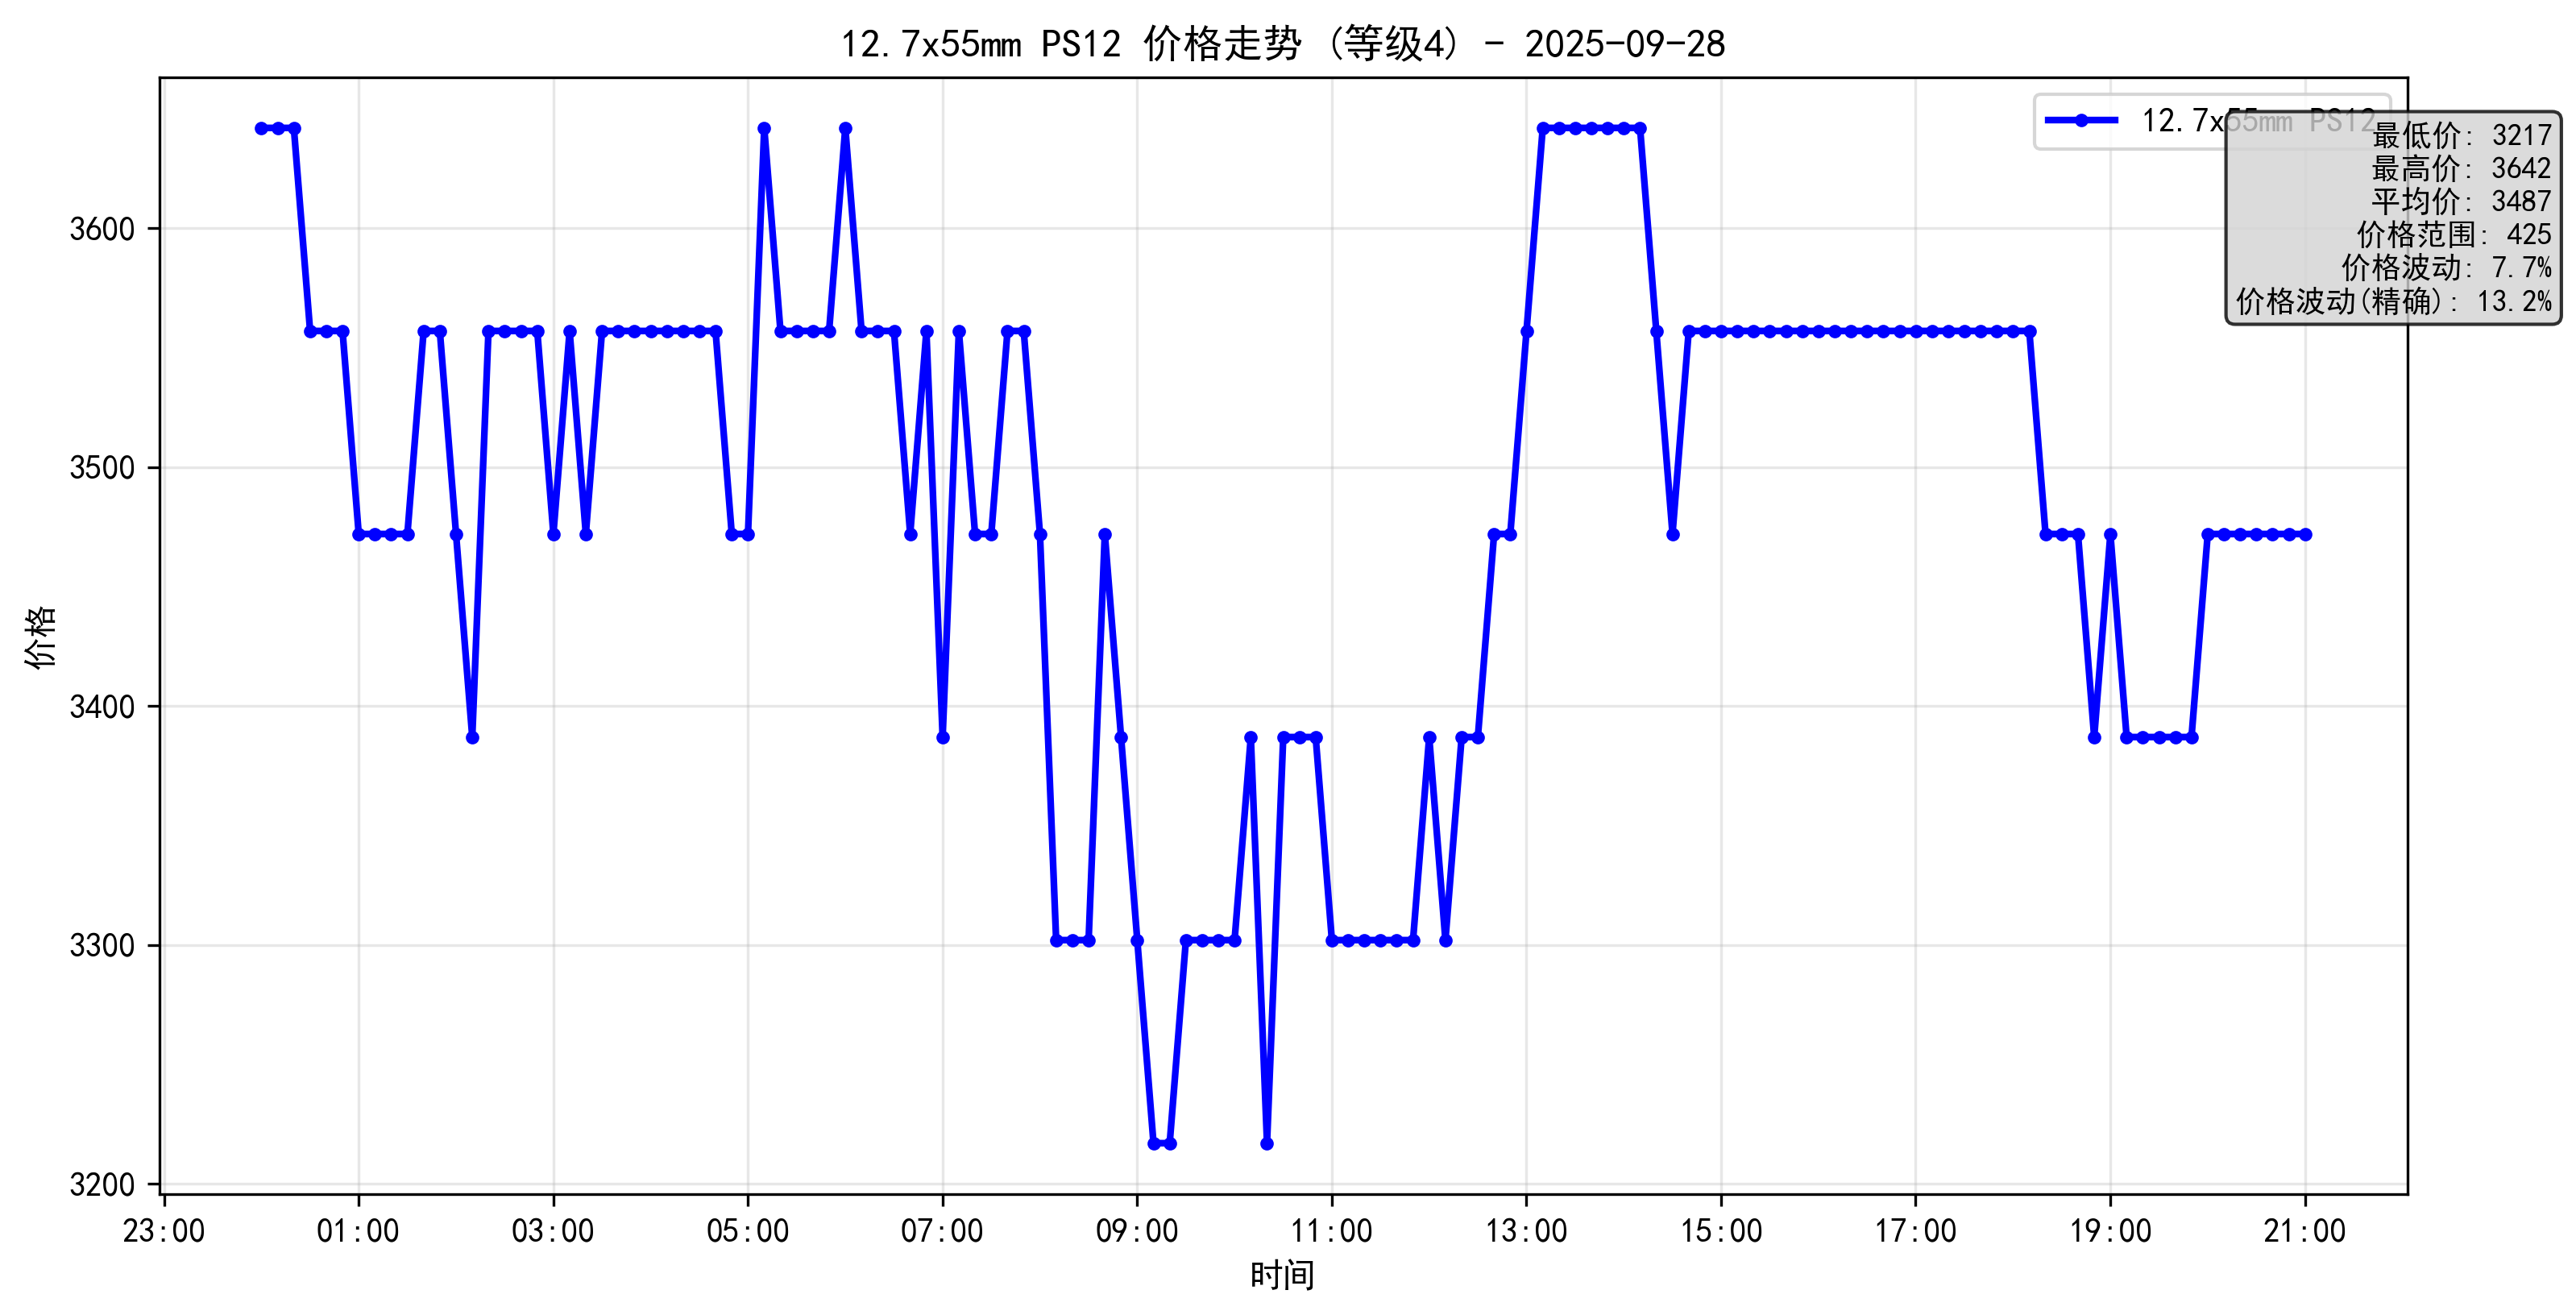 12.7x55mm PS12 价格走势 (等级4) - 2025-09-28
12.7x55mm PS12
最低价: 3217
最高价: 3642
平均价: 3487
价格范围: 425
价格波动: 7.7%
价格波动(精确): 13.2%
3600
3500
3400
3300
3200
价格
23:00 01:00 03:00 05:00 07:00 09:00 11:00 13:00 15:00 17:00 19:00 21:00
时间